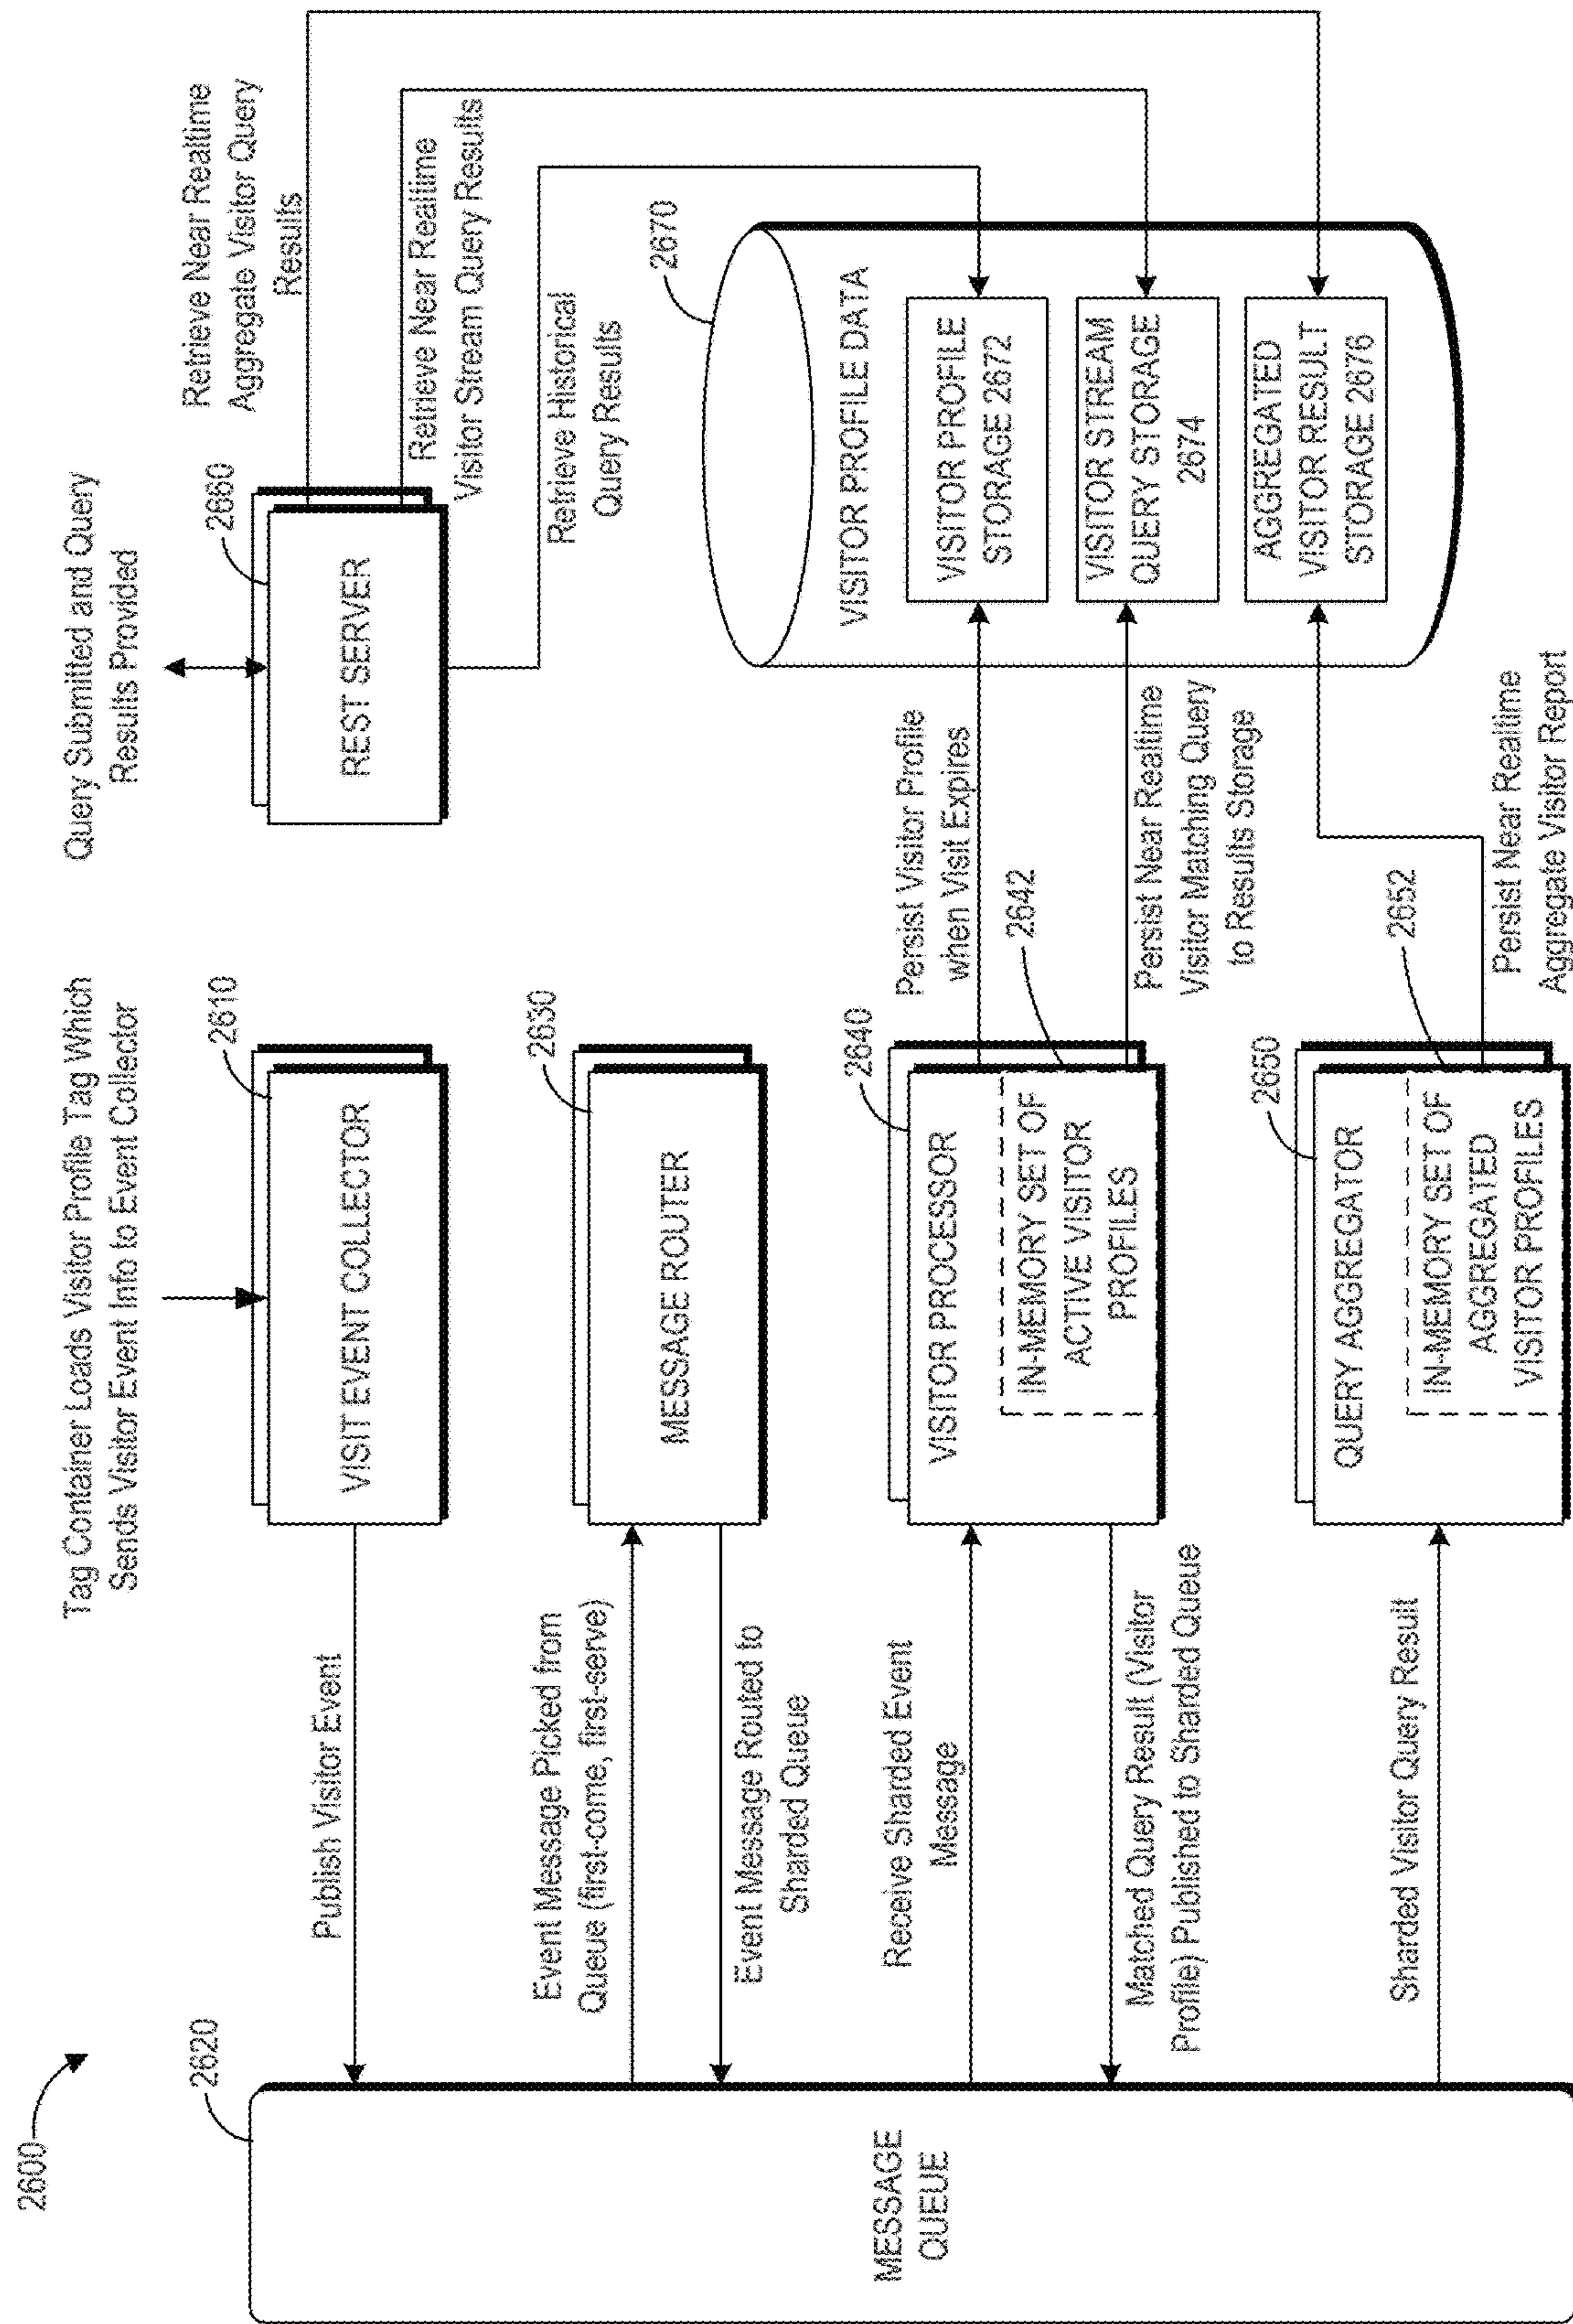 2600
2620
MESSAGE
QUEUE
Tag Container Loads Visitor Profile Tag Which
Sends Visitor Event Info to Event Collector
2610
VISIT EVENT COLLECTOR
Publish Visitor Event
2630
MESSAGE ROUTER
Event Message Picked from
Queue (first-come, first-serve)
Event Message Routed to
Sharded Queue
2640
VISITOR PROCESSOR
2642
IN-MEMORY SET OF
ACTIVE VISITOR
PROFILES
Receive Sharded Event
Message
Matched Query Result (Visitor
Profile) Published to Sharded Queue
2650
QUERY AGGREGATOR
2652
IN-MEMORY SET OF
AGGREGATED
VISITOR PROFILES
Sharded Visitor Query Result
Persist Visitor Profile
when Visit Expires
Persist Near Realtime
Visitor Matching Query
to Results Storage
Persist Near Realtime
Aggregate Visitor Report
Query Submitted and Query
Results Provided
2660
REST SERVER
Retrieve Near Realtime
Aggregate Visitor Query
Results
Retrieve Near Realtime
Visitor Stream Query Results
Retrieve Historical
Query Results
2670
VISITOR PROFILE DATA
VISITOR PROFILE
STORAGE 2672
VISITOR STREAM
QUERY STORAGE
2674
AGGREGATED
VISITOR RESULT
STORAGE 2676